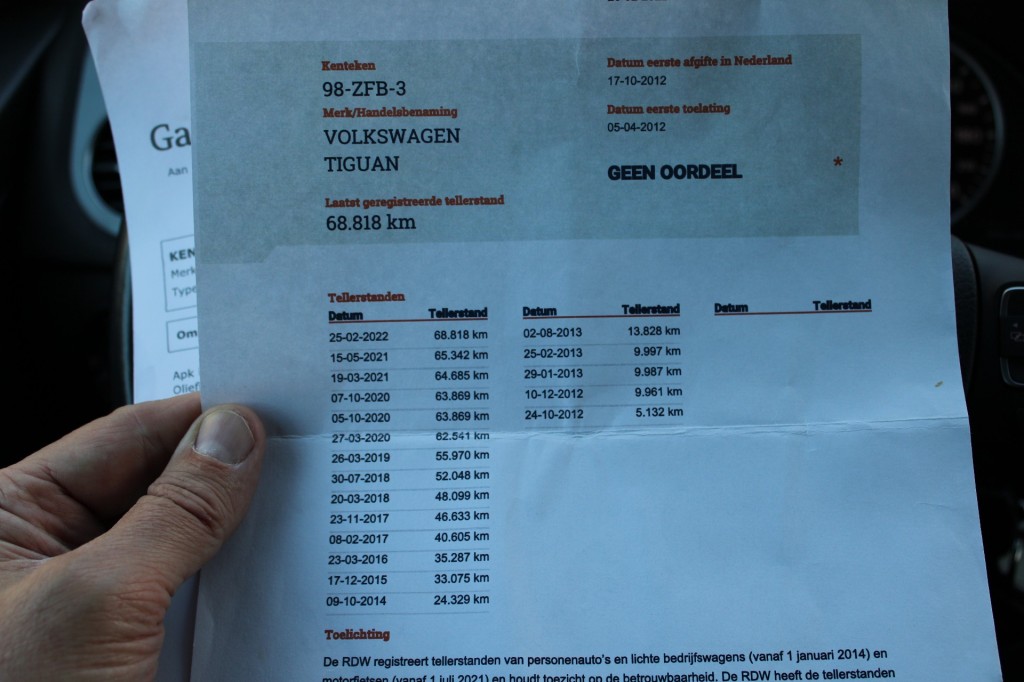 Kenteken
98-ZFB-3
Merk/Handelsbenaming
VOLKSWAGEN
TIGUAN
Laatst geregistreerde tellerstand
68.818 km
Datum eerste afgifte in Nederland
17-10-2012
Datum eerste toelating
05-04-2012
GEEN OORDEEL *
Tellerstanden
Datum Tellerstand Datum Tellerstand Datum Tellerstand
25-02-2022 68.818 km 02-08-2013 13.828 km
15-05-2021 65.342 km 25-02-2013 9.997 km
19-03-2021 64.685 km 29-01-2013 9.987 km
07-10-2020 63.869 km 10-12-2012 9.961 km
05-10-2020 63.869 km 24-10-2012 5.132 km
27-03-2020 62.541 km
26-03-2019 55.970 km
30-07-2018 52.048 km
20-03-2018 48.099 km
23-11-2017 46.633 km
08-02-2017 40.605 km
23-03-2016 35.287 km
17-12-2015 33.075 km
09-10-2014 24.329 km
Toelichting
De RDW registreert tellerstanden van personenauto's en lichte bedrijfswagens (vanaf 1 januari 2014) en
motorfietsen (vanaf 1 juli 2021) en houdt toezicht op de betrouwbaarheid. De RDW heeft de tellerstanden
Ga
Aan
KEN
Merk
Type
Om
Apk
Olief